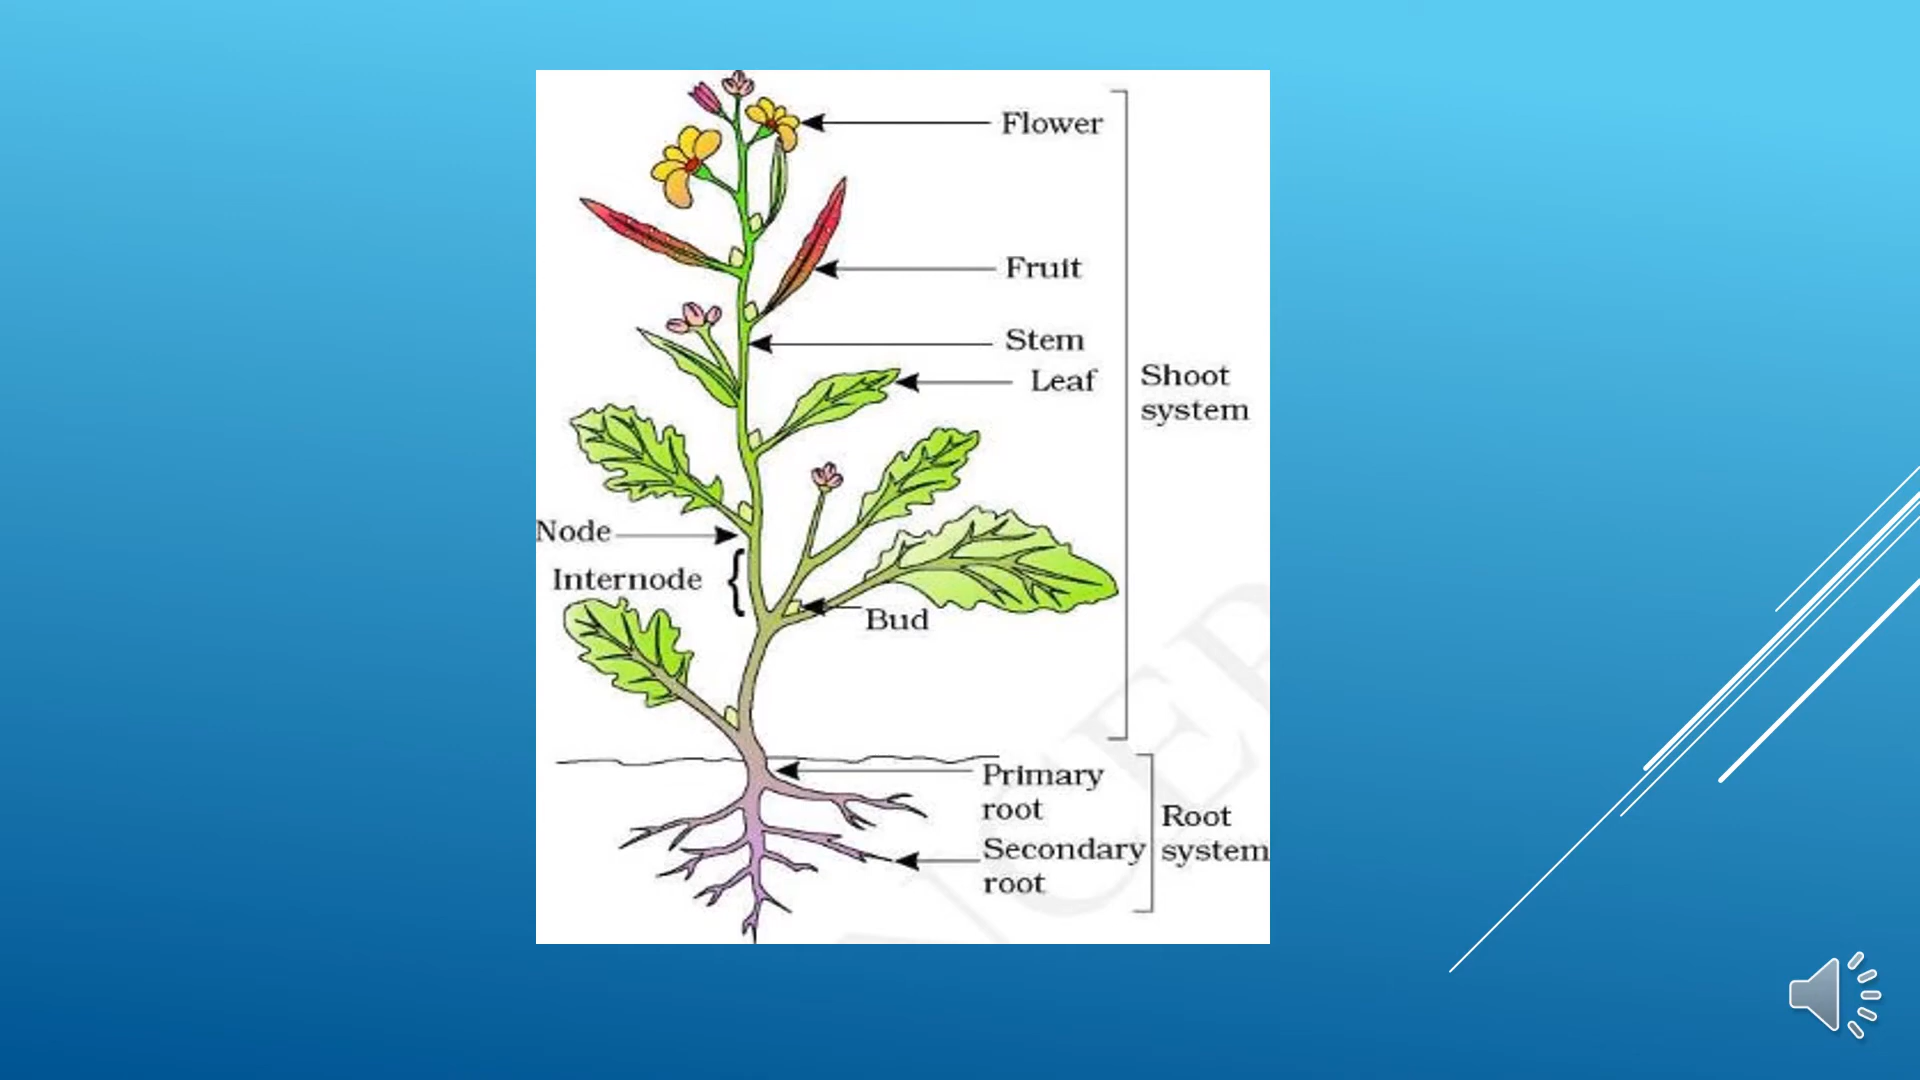 Flower
Fruit
Stem
Leaf
Shoot
system
Node
Internode
Bud
Primary
root
Secondary
root
Root
system